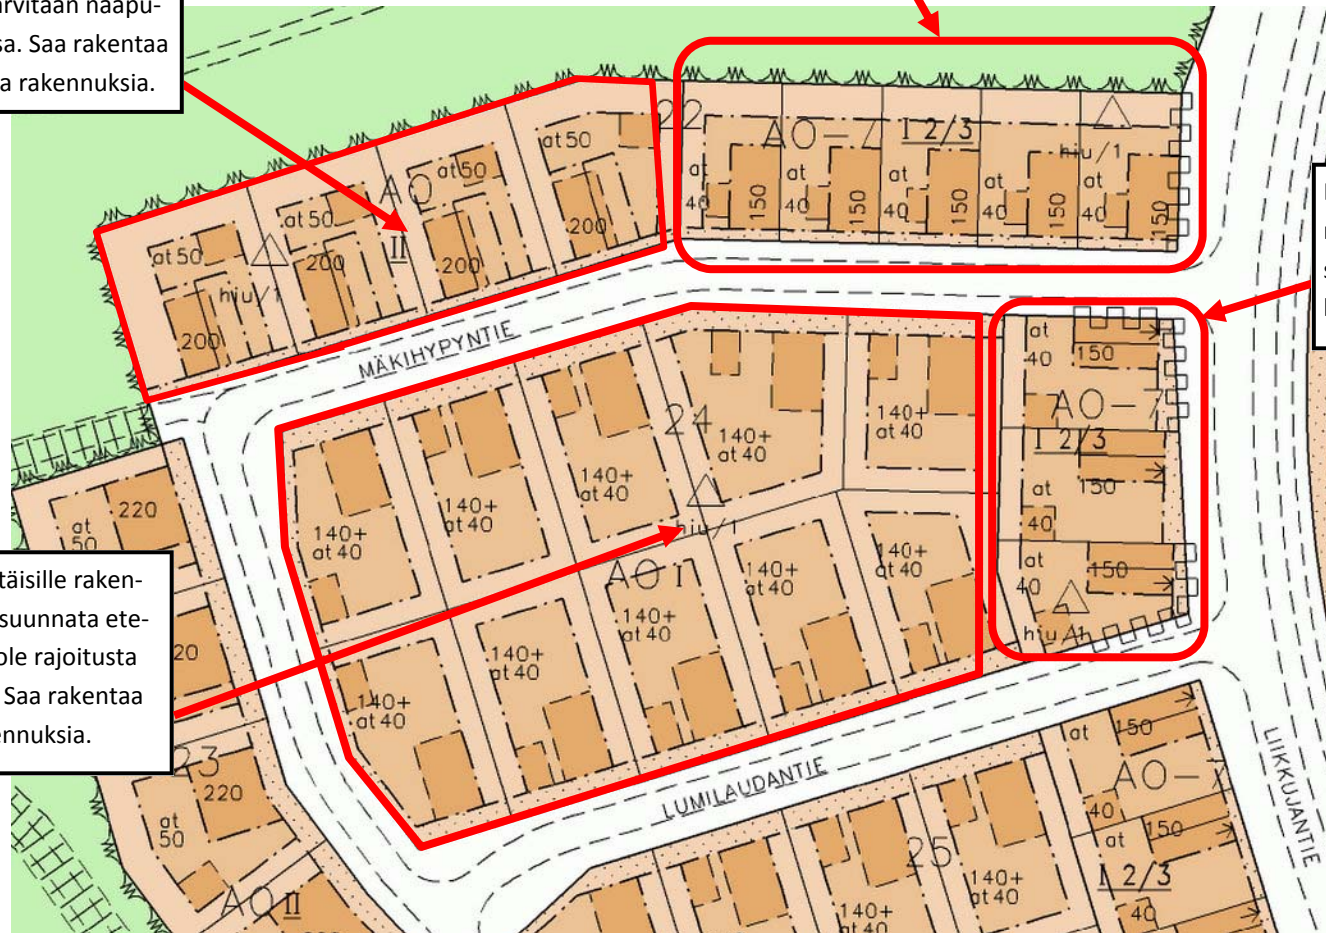 sa. Saa rakentaa
a rakennuksia.
22
AO-7 I 2/3
hiu/1
at 40 150
at 40 150
at 40 150
at 40 150
at 40 150
AO
II
hiu/1
at 50
200
at 50
200
at 50
200
at 50
200
MÄKIHYPYNTIE
24
AO I
hiu/1
140+
at 40
140+
at 40
140+
at 40
140+
at 40
140+
at 40
140+
at 40
140+
at 40
140+
at 40
140+
at 40
140+
at 40
at
40
150
AO-7
I 2/3
at
40
150
at
40
150
hiu/1
220
at
50
täisille raken-
suunnata ete-
ole rajoitusta
Saa rakentaa
ennuksia.
20
23
220
at
50
AO II
LUMILAUDANTIE
LIIKKUJANTIE
25
140+
at 40
140+
at 40
at
150
AO-7
40
at
150
I 2/3
40